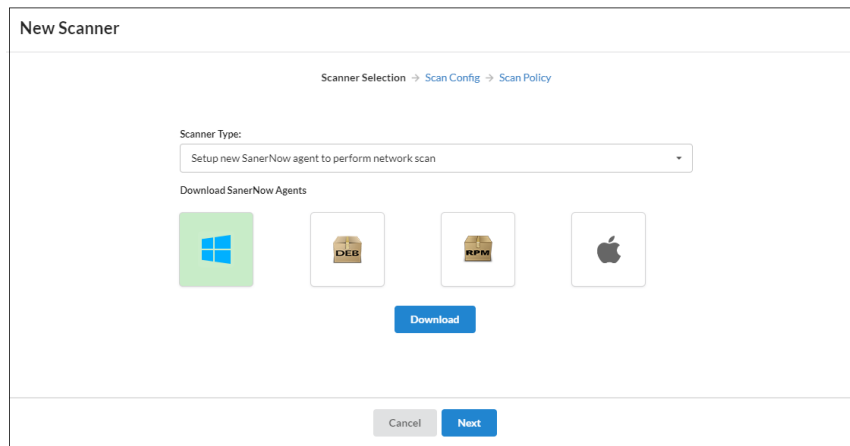 New Scanner
Scanner Selection → Scan Config → Scan Policy
Scanner Type:
Setup new SanerNow agent to perform network scan
Download SanerNow Agents
DEB
RPM
Download
Cancel Next